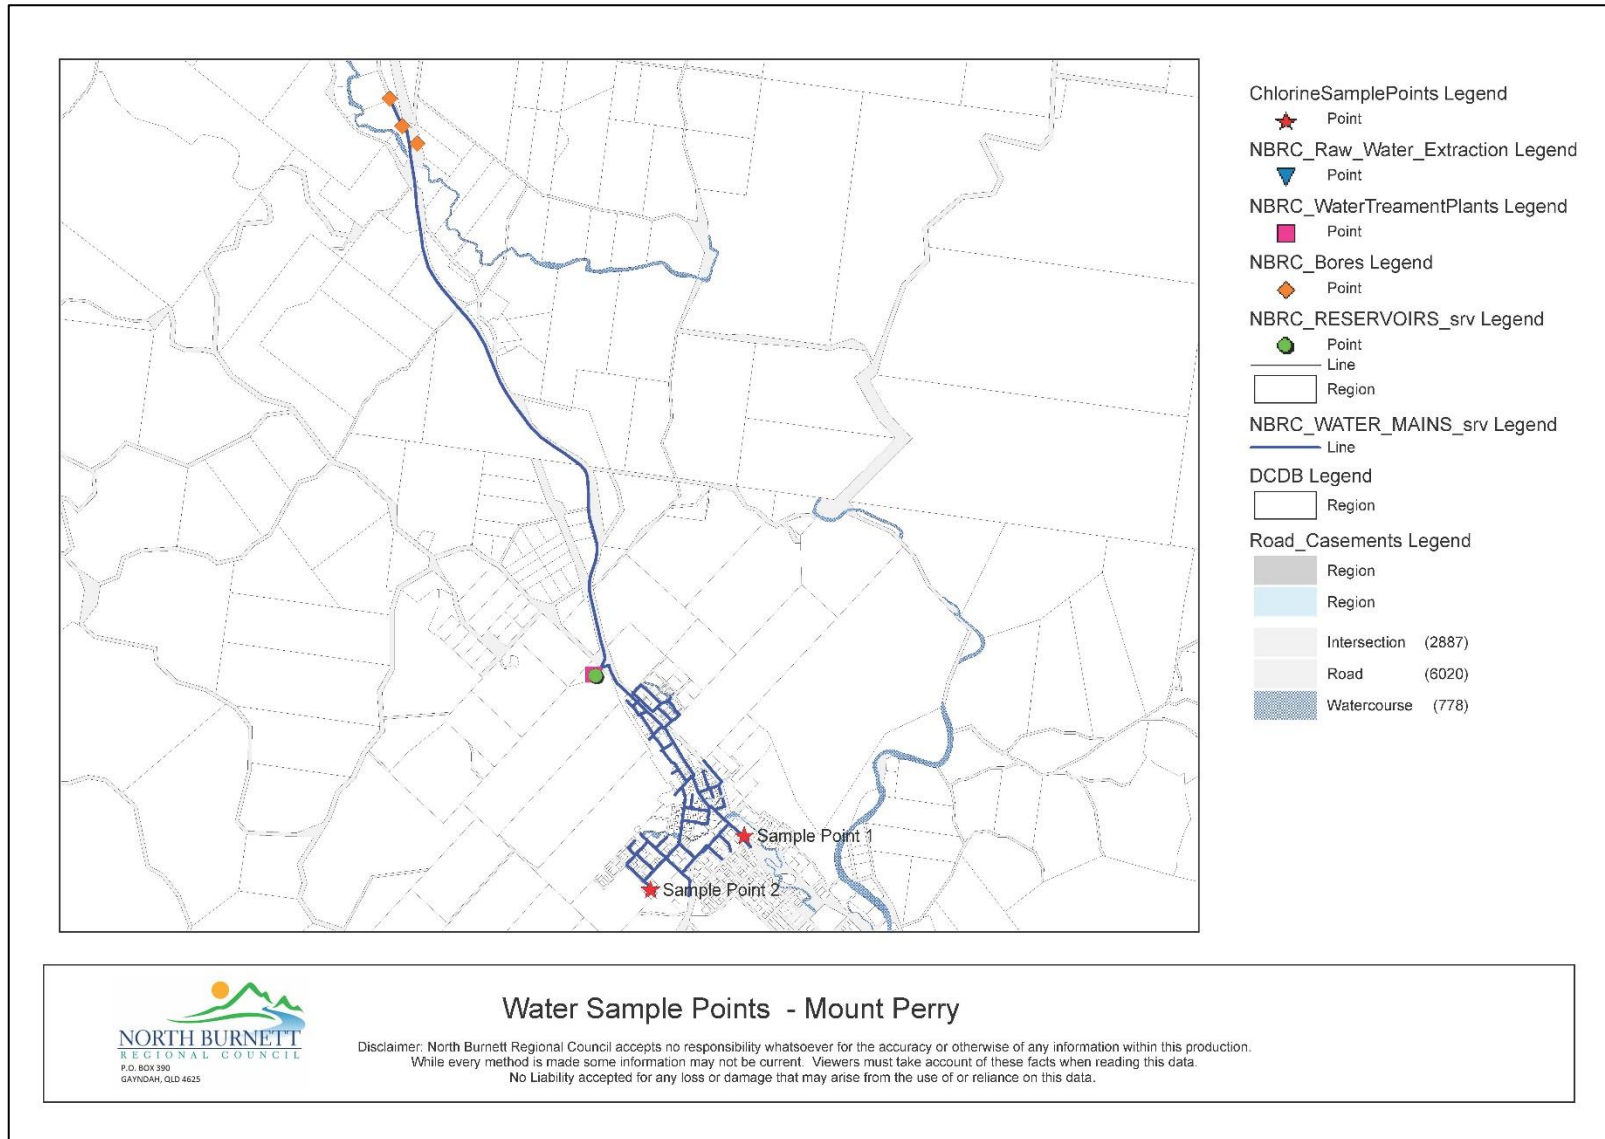 Sample Point 1
Sample Point 2
ChlorineSamplePoints Legend
Point
NBRC_Raw_Water_Extraction Legend
Point
NBRC_WaterTreamentPlants Legend
Point
NBRC_Bores Legend
Point
NBRC_RESERVOIRS_srv Legend
Point
Line
Region
NBRC_WATER_MAINS_srv Legend
Line
DCDB Legend
Region
Road_Casements Legend
Region
Region
Intersection (2887)
Road (6020)
Watercourse (778)
NORTH BURNETT
REGIONAL COUNCIL
P.O. BOX 390
GAYNDAH, QLD 4625
Water Sample Points - Mount Perry
Disclaimer: North Burnett Regional Council accepts no responsibility whatsoever for the accuracy or otherwise of any information within this production.
While every method is made some information may not be current. Viewers must take account of these facts when reading this data.
No Liability accepted for any loss or damage that may arise from the use of or reliance on this data.